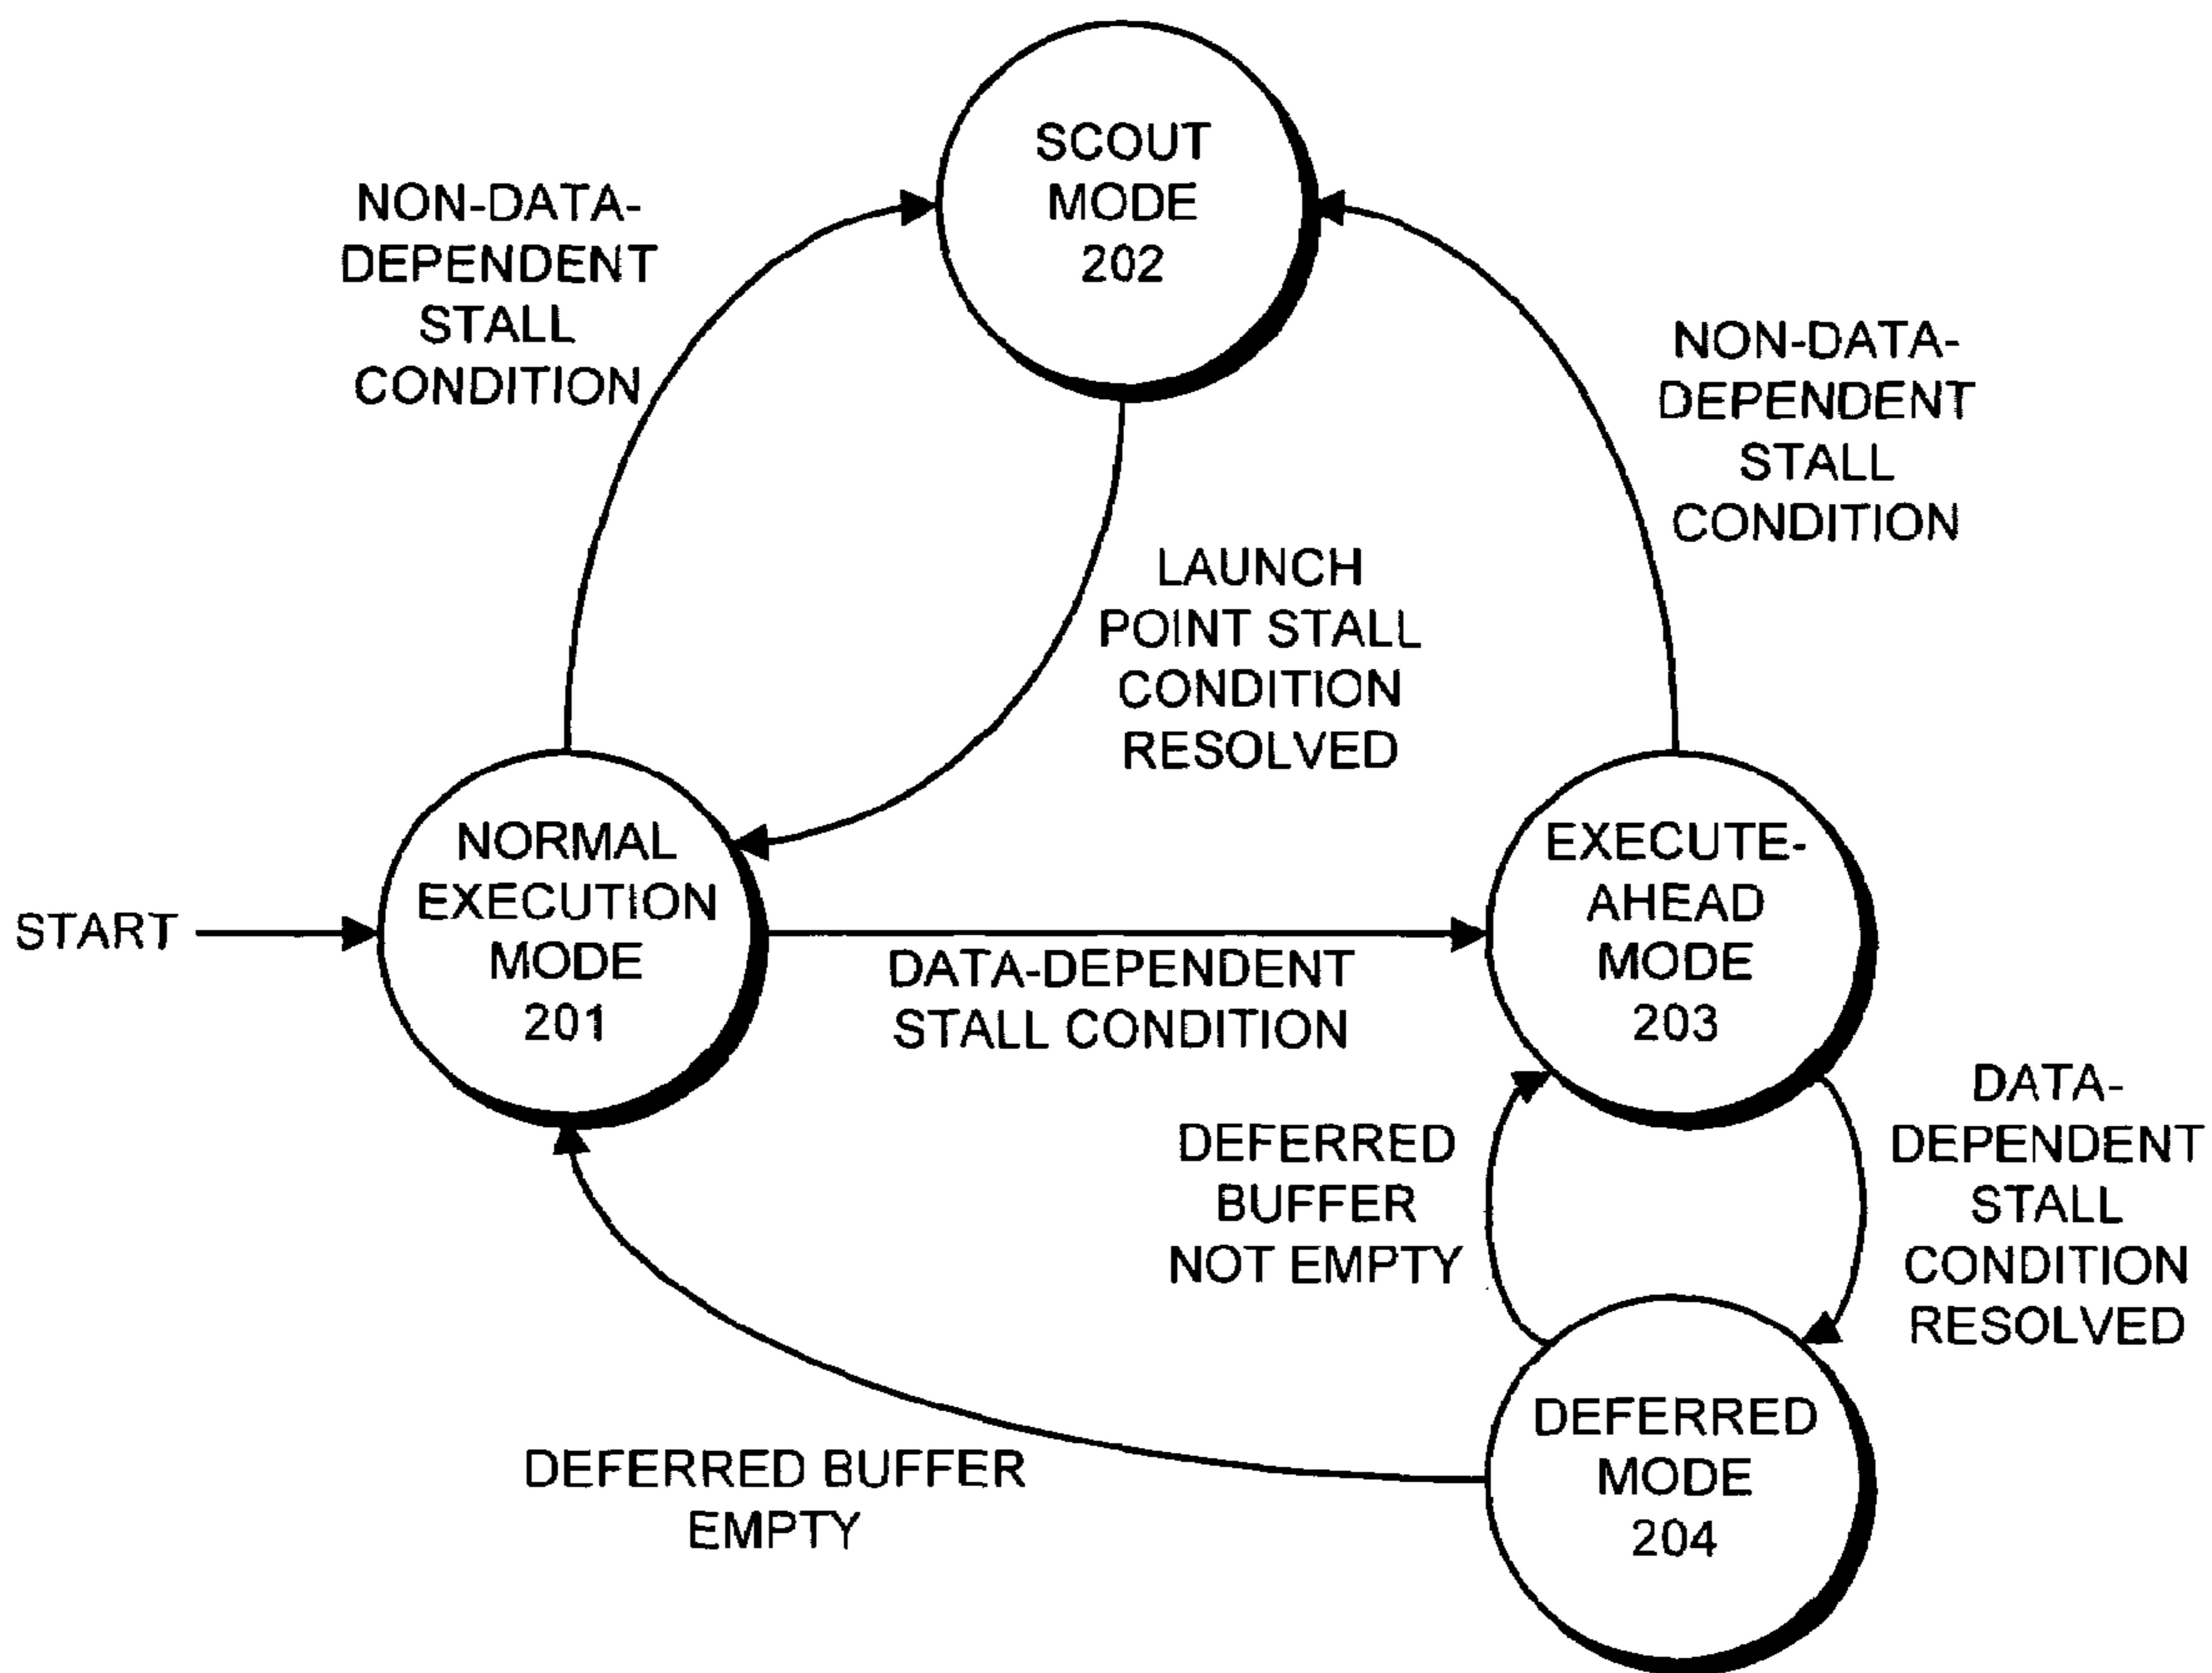 SCOUT
MODE
202
NON-DATA-
DEPENDENT
STALL
CONDITION
NON-DATA-
DEPENDENT
STALL
CONDITION
LAUNCH
POINT STALL
CONDITION
RESOLVED
START
NORMAL
EXECUTION
MODE
201
DATA-DEPENDENT
STALL CONDITION
EXECUTE-
AHEAD
MODE
203
DEFERRED
BUFFER
NOT EMPTY
DATA-
DEPENDENT
STALL
CONDITION
RESOLVED
DEFERRED BUFFER
EMPTY
DEFERRED
MODE
204